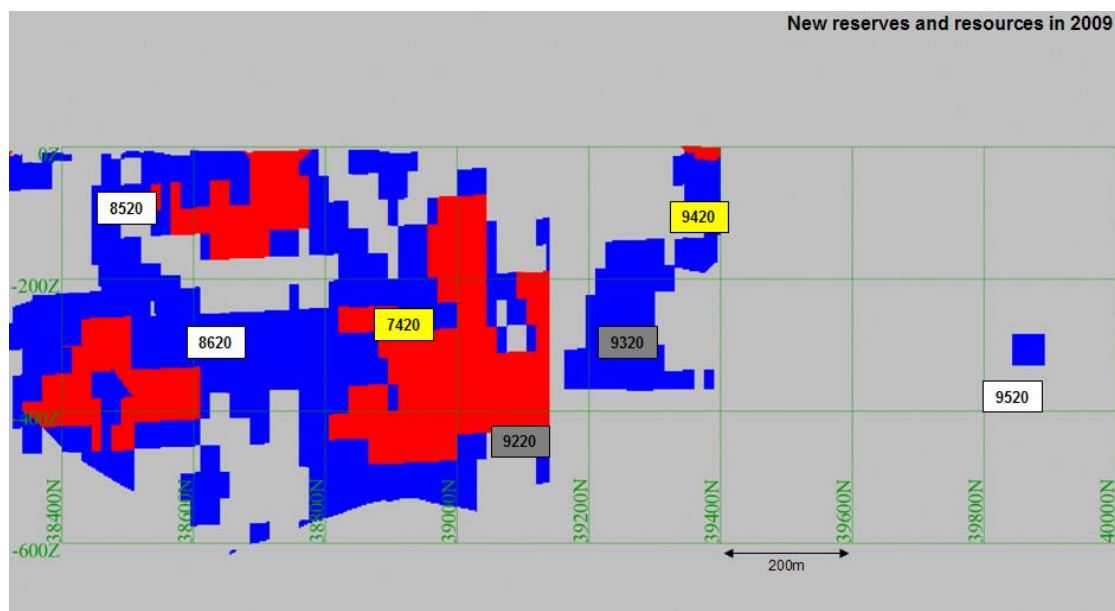 New reserves and resources in 2009
0Z
8520
9420
-200Z
7420
8620
9320
9520
-400Z
9220
38400N
38600N
38800N
39000N
39200N
39400N
39600N
39800N
40000N
-600Z
200m